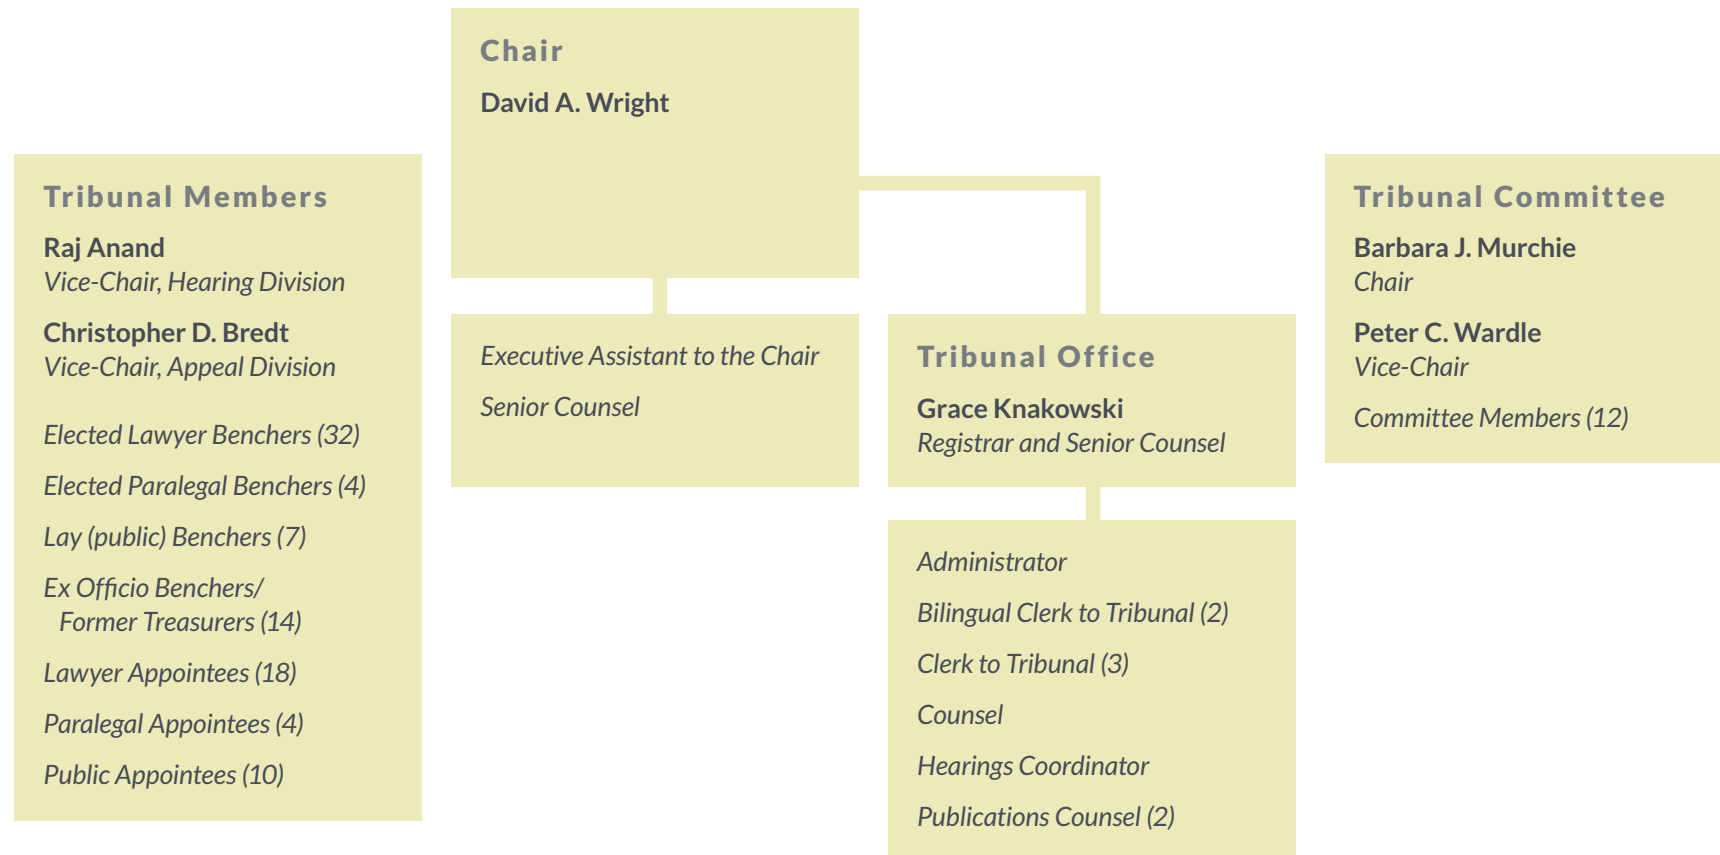 Chair
David A. Wright
Tribunal Members
Raj Anand
Vice-Chair, Hearing Division
Christopher D. Bredt
Vice-Chair, Appeal Division
Elected Lawyer Benchers (32)
Elected Paralegal Benchers (4)
Lay (public) Benchers (7)
Ex Officio Benchers/
Former Treasurers (14)
Lawyer Appointees (18)
Paralegal Appointees (4)
Public Appointees (10)
Executive Assistant to the Chair
Senior Counsel
Tribunal Office
Grace Knakowski
Registrar and Senior Counsel
Administrator
Bilingual Clerk to Tribunal (2)
Clerk to Tribunal (3)
Counsel
Hearings Coordinator
Publications Counsel (2)
Tribunal Committee
Barbara J. Murchie
Chair
Peter C. Wardle
Vice-Chair
Committee Members (12)